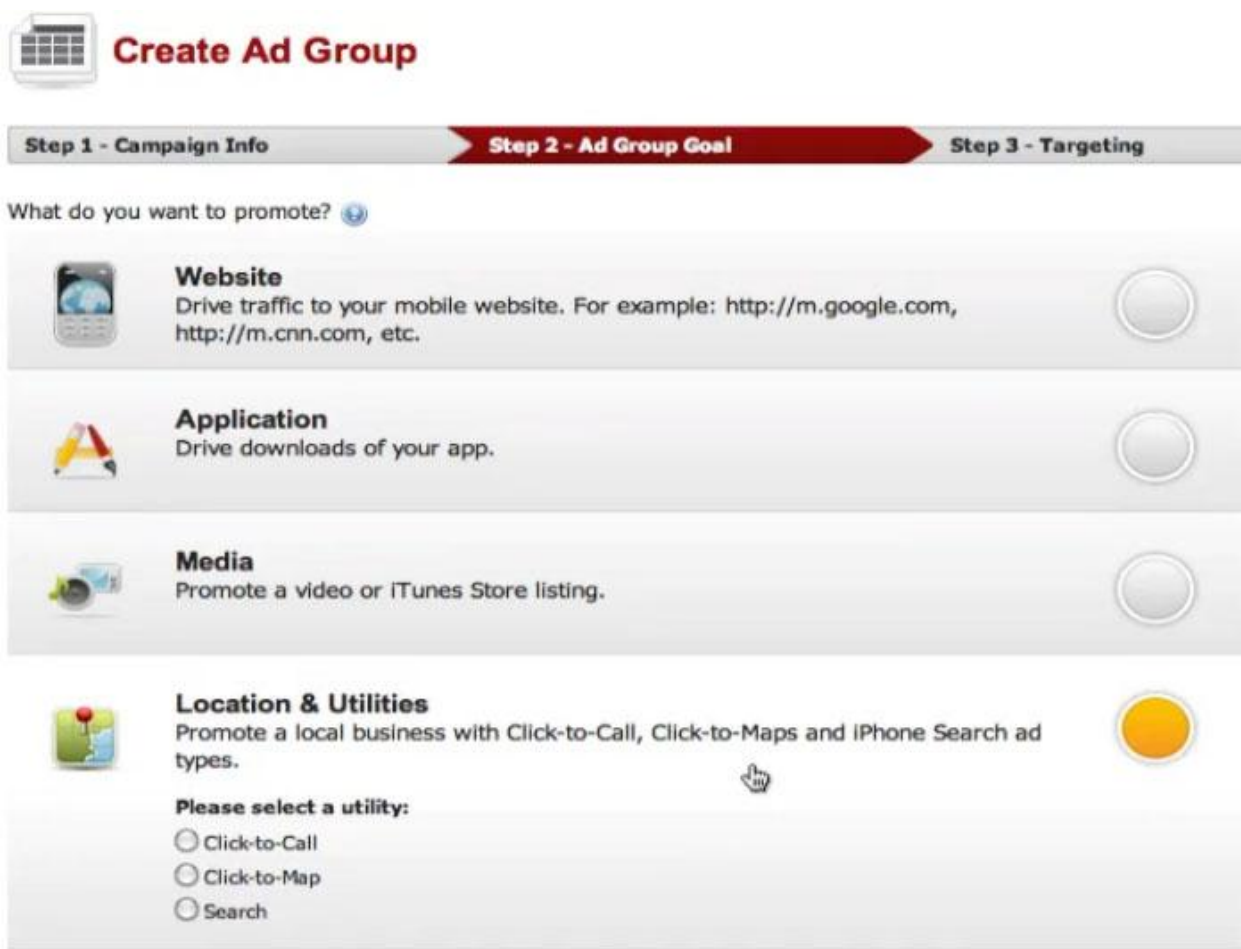 Create Ad Group
Step 1 - Campaign Info
Step 2 - Ad Group Goal
Step 3 - Targeting
What do you want to promote?
Website
Drive traffic to your mobile website. For example: http://m.google.com,
http://m.cnn.com, etc.
Application
Drive downloads of your app.
Media
Promote a video or iTunes Store listing.
Location & Utilities
Promote a local business with Click-to-Call, Click-to-Maps and iPhone Search ad
types.
Please select a utility:
Click-to-Call
Click-to-Map
Search